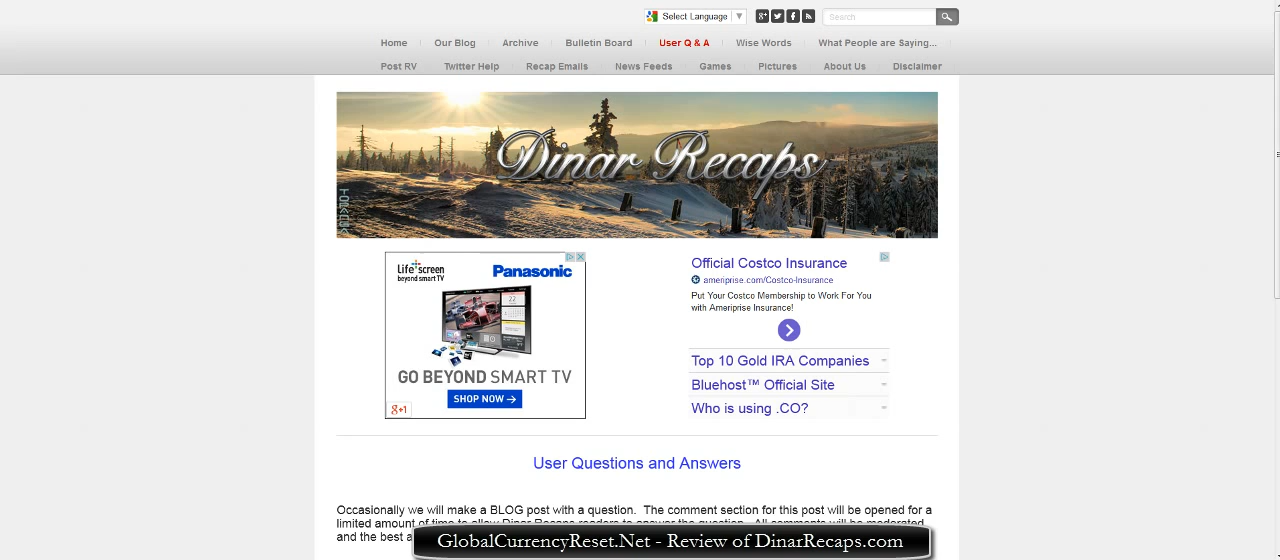 Select Language
Search
Home Our Blog Archive Bulletin Board User Q & A Wise Words What People are Saying...
Post RV Twitter Help Recap Emails News Feeds Games Pictures About Us Disclaimer
Dinar Recaps
Life+screen
beyond smart TV
Panasonic
GO BEYOND SMART TV
SHOP NOW
g+1
Official Costco Insurance
ameriprise.com/Costco-Insurance
Put Your Costco Membership to Work For You
with Ameriprise Insurance!
Top 10 Gold IRA Companies
Bluehost™ Official Site
Who is using .CO?
User Questions and Answers
Occasionally we will make a BLOG post with a question. The comment section for this post will be opened for a
limited amount of time to allow Dinar Recaps readers to answer the question. All comments will be moderated
and the best a
GlobalCurrencyReset.Net - Review of DinarRecaps.com